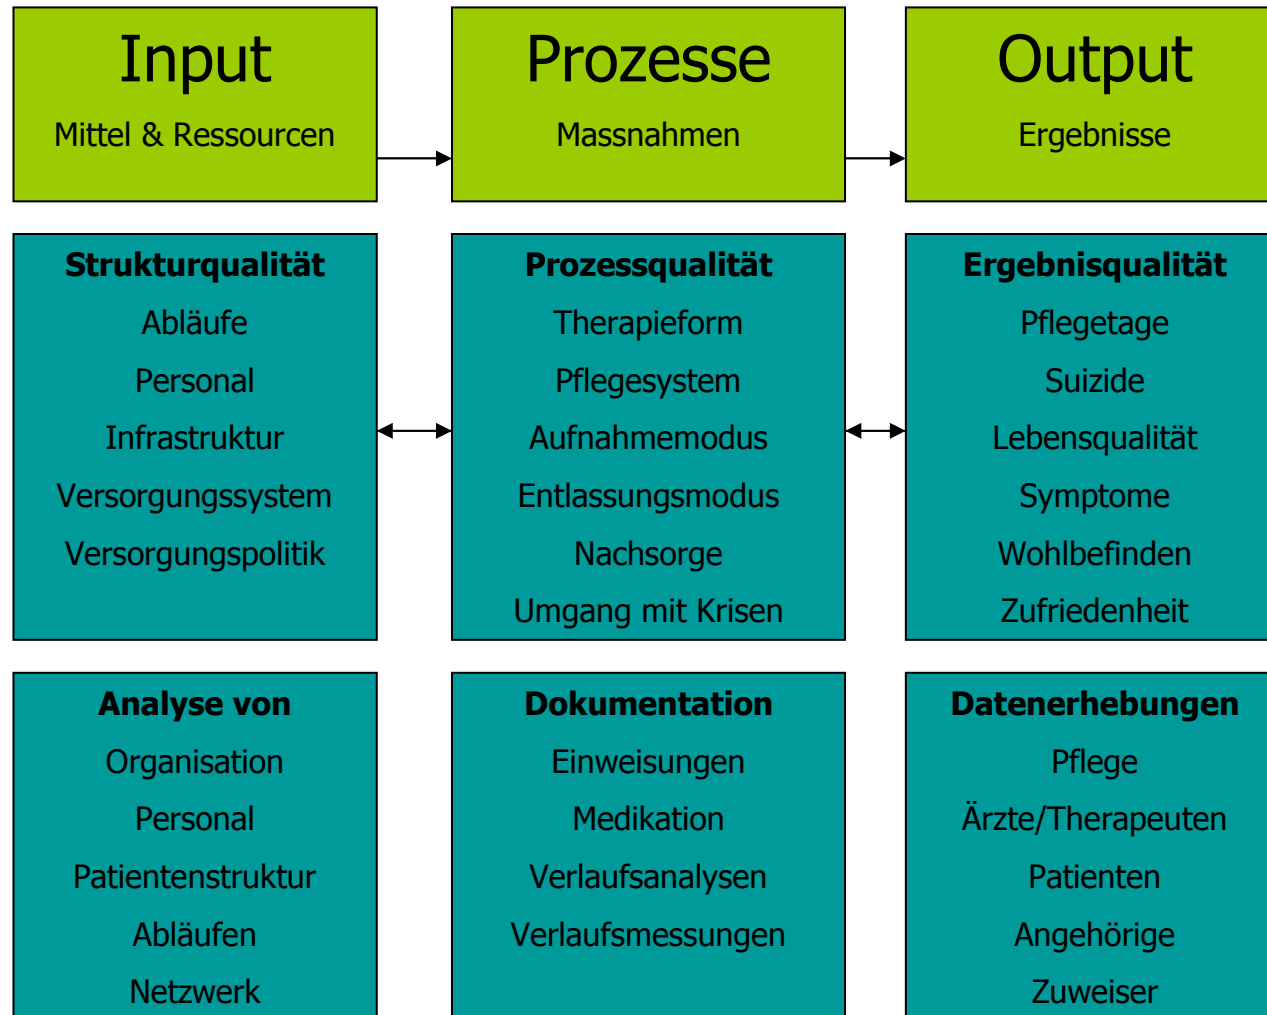 Input
Mittel & Ressourcen
Prozesse
Massnahmen
Output
Ergebnisse
Strukturqualität
Abläufe
Personal
Infrastruktur
Versorgungssystem
Versorgungspolitik
Prozessqualität
Therapieform
Pflegesystem
Aufnahmemodus
Entlassungsmodus
Nachsorge
Umgang mit Krisen
Ergebnisqualität
Pflegetage
Suizide
Lebensqualität
Symptome
Wohlbefinden
Zufriedenheit
Analyse von
Organisation
Personal
Patientenstruktur
Abläufen
Netzwerk
Dokumentation
Einweisungen
Medikation
Verlaufsanalysen
Verlaufsmessungen
Datenerhebungen
Pflege
Ärzte/Therapeuten
Patienten
Angehörige
Zuweiser